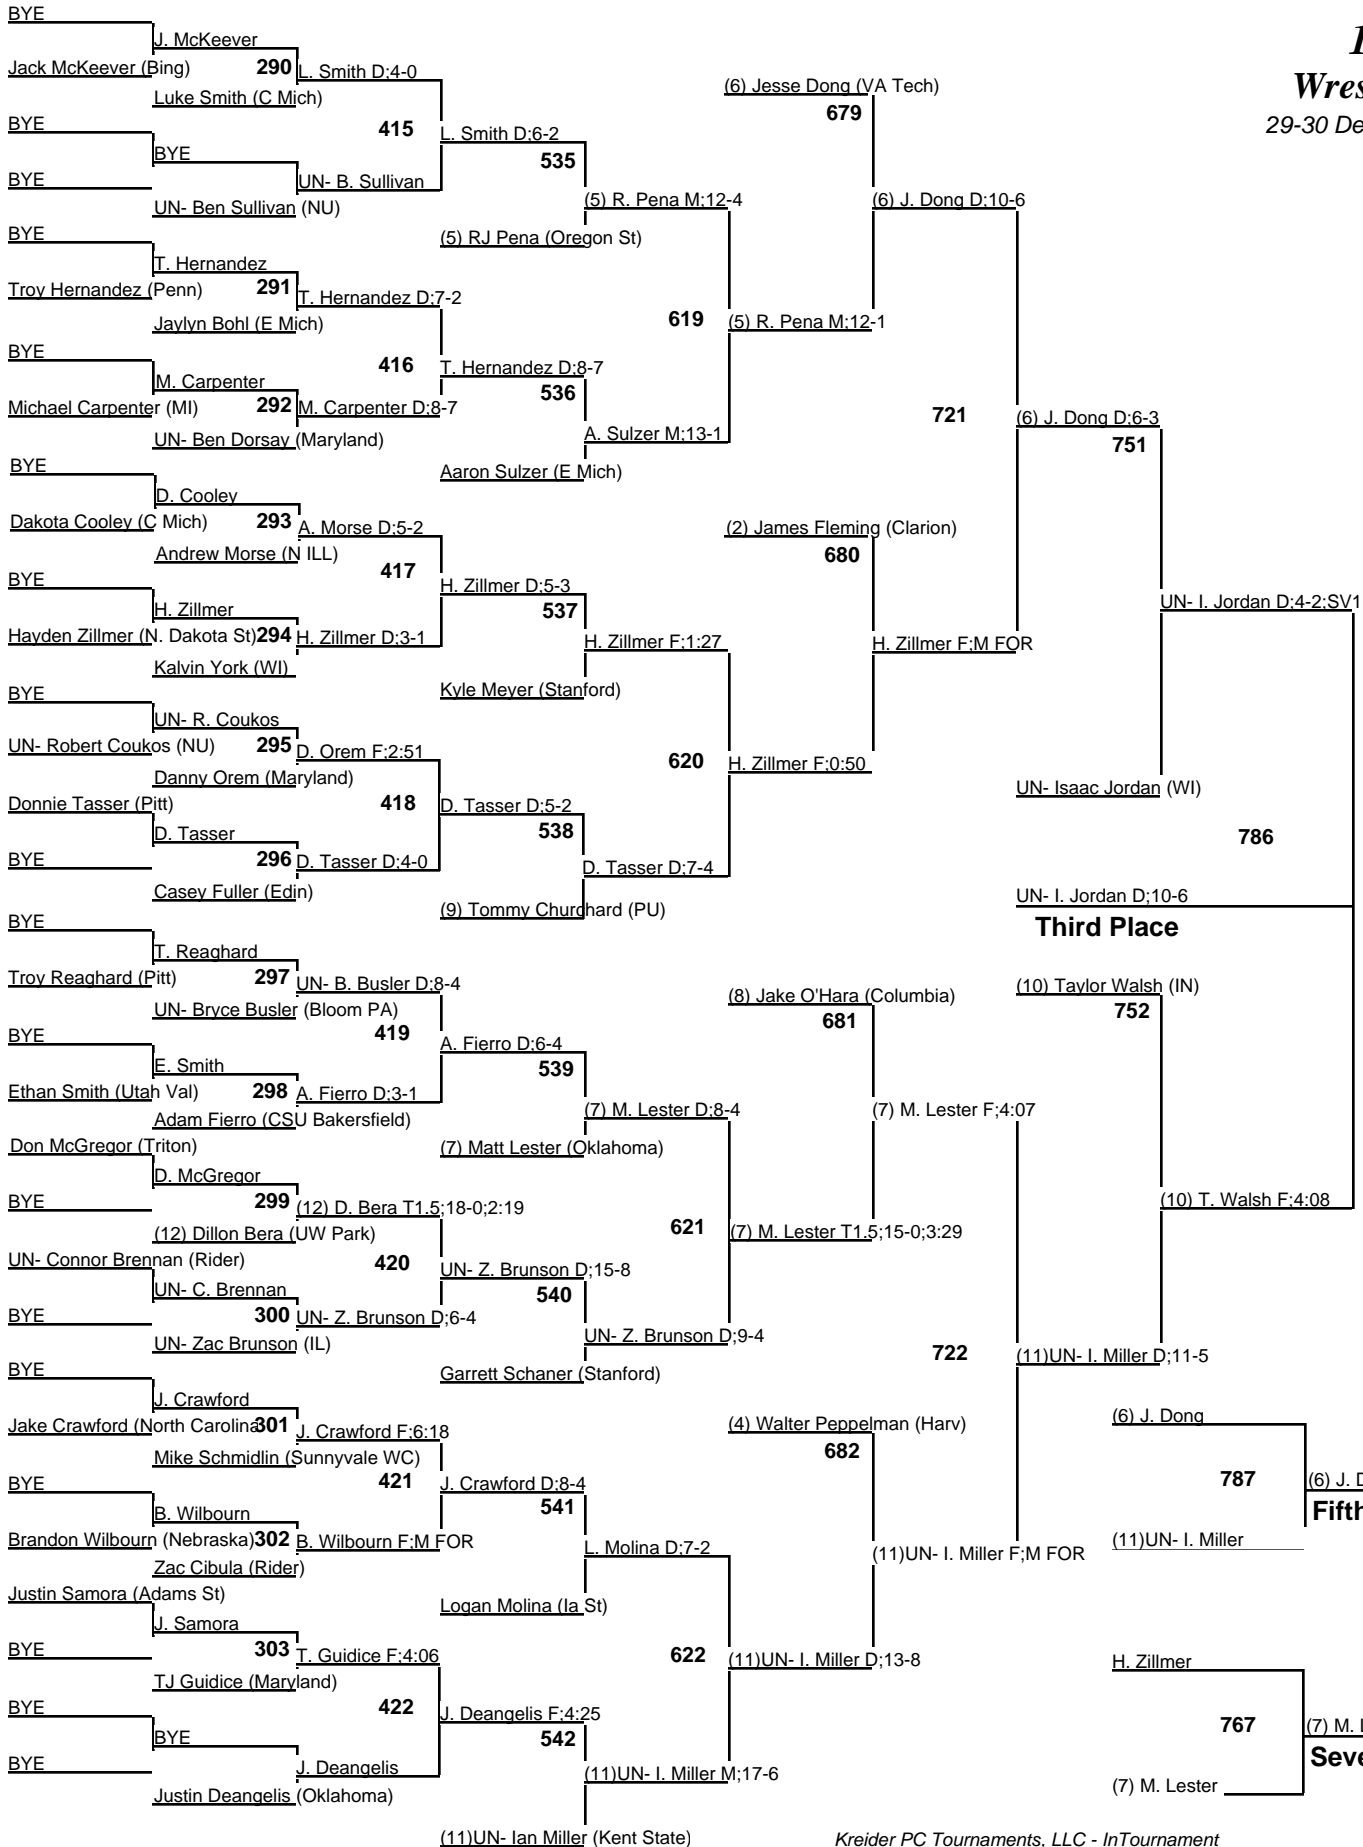 BYE
J. McKeever
Jack McKeever (Bing)
290
L. Smith D;4-0
Luke Smith (C Mich)
BYE
415
L. Smith D;6-2
BYE
535
BYE
UN- B. Sullivan
UN- Ben Sullivan (NU)
(5) R. Pena M;12-4
BYE
(5) RJ Pena (Oregon St)
T. Hernandez
Troy Hernandez (Penn)
291
T. Hernandez D;7-2
Jaylyn Bohl (E Mich)
619
(5) R. Pena M;12-1
BYE
416
T. Hernandez D;8-7
M. Carpenter
536
Michael Carpenter (MI)
292
M. Carpenter D;8-7
UN- Ben Dorsay (Maryland)
A. Sulzer M;13-1
BYE
Aaron Sulzer (E Mich)
D. Cooley
Dakota Cooley (C Mich)
293
A. Morse D;5-2
Andrew Morse (N ILL)
417
BYE
H. Zillmer D;5-3
H. Zillmer
537
Hayden Zillmer (N. Dakota St)
294
H. Zillmer D;3-1
H. Zillmer F;1:27
Kalvin York (WI)
BYE
Kyle Meyer (Stanford)
UN- R. Coukos
UN- Robert Coukos (NU)
295
D. Orem F;2:51
620
H. Zillmer F;0:50
Danny Orem (Maryland)
Donnie Tasser (Pitt)
418
D. Tasser D;5-2
D. Tasser
538
BYE
296
D. Tasser D;4-0
D. Tasser D;7-4
Casey Fuller (Edin)
(9) Tommy Churchard (PU)
BYE
T. Reaghard
Troy Reaghard (Pitt)
297
UN- B. Busler D;8-4
UN- Bryce Busler (Bloom PA)
419
BYE
A. Fierro D;6-4
E. Smith
539
Ethan Smith (Utah Val)
298
A. Fierro D;3-1
Adam Fierro (CSU Bakersfield)
(7) M. Lester D;8-4
Don McGregor (Triton)
(7) Matt Lester (Oklahoma)
D. McGregor
BYE
299
(12) D. Bera T1.5;18-0;2:19
(12) Dillon Bera (UW Park)
621
(7) M. Lester T1.5;15-0;3:29
UN- Connor Brennan (Rider)
420
UN- Z. Brunson D;15-8
UN- C. Brennan
540
BYE
300
UN- Z. Brunson D;6-4
UN- Zac Brunson (IL)
UN- Z. Brunson D;9-4
BYE
Garrett Schaner (Stanford)
J. Crawford
Jake Crawford (North Carolina
301
J. Crawford F;6:18
Mike Schmidlin (Sunnyvale WC)
421
BYE
J. Crawford D;8-4
B. Wilbourn
541
Brandon Wilbourn (Nebraska)
302
B. Wilbourn F;M FOR
L. Molina D;7-2
Zac Cibula (Rider)
Justin Samora (Adams St)
Logan Molina (Ia St)
J. Samora
BYE
303
T. Guidice F;4:06
622
(11)UN- I. Miller D;13-8
TJ Guidice (Maryland)
BYE
422
J. Deangelis F;4:25
BYE
542
BYE
J. Deangelis
(11)UN- I. Miller M;17-6
Justin Deangelis (Oklahoma)
(11)UN- Ian Miller (Kent State)
(6) Jesse Dong (VA Tech)
679
(6) J. Dong D;10-6
721
(6) J. Dong D;6-3
751
(2) James Fleming (Clarion)
680
UN- I. Jordan D;4-2;SV1
H. Zillmer F;M FOR
UN- Isaac Jordan (WI)
786
UN- I. Jordan D;10-6
Third Place
(8) Jake O'Hara (Columbia)
(10) Taylor Walsh (IN)
681
752
(7) M. Lester F;4:07
(10) T. Walsh F;4:08
722
(11)UN- I. Miller D;11-5
(4) Walter Peppelman (Harv)
682
(11)UN- I. Miller F;M FOR
(6) J. Dong
787
(6) J. D
Fifth
(11)UN- I. Miller
H. Zillmer
767
(7) M. L
Seve
(7) M. Lester
Wres
29-30 De
Kreider PC Tournaments, LLC - InTournament